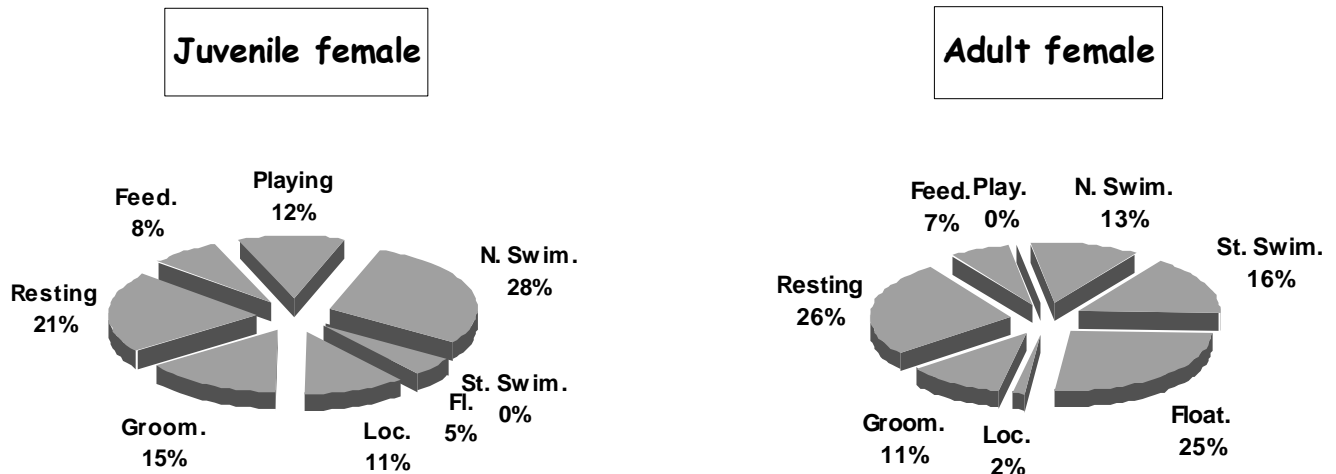 Juvenile female
Playing
12%
Feed.
8%
N. Swim.
28%
Resting
21%
St. Swim.
0%
Fl.
5%
Loc.
11%
Groom.
15%
Adult female
Feed.
7%
Play.
0%
N. Swim.
13%
St. Swim.
16%
Resting
26%
Float.
25%
Loc.
2%
Groom.
11%